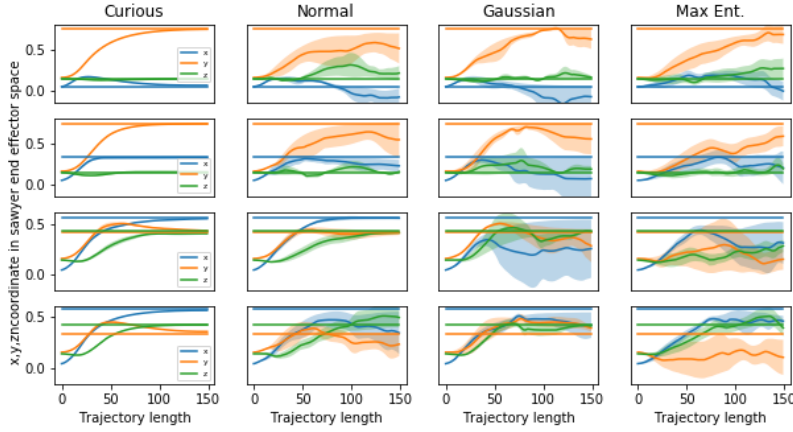 Curious Normal Gaussian Max Ent.
x,y,zncoordinate in sawyer end effector space
0.5
0.0
x
y
z
0.5
0.0
x
y
z
0.5
0.0
x
y
z
0.5
0.0
x
y
z
0 50 100 150 0 50 100 150 0 50 100 150 0 50 100 150
Trajectory length Trajectory length Trajectory length Trajectory length